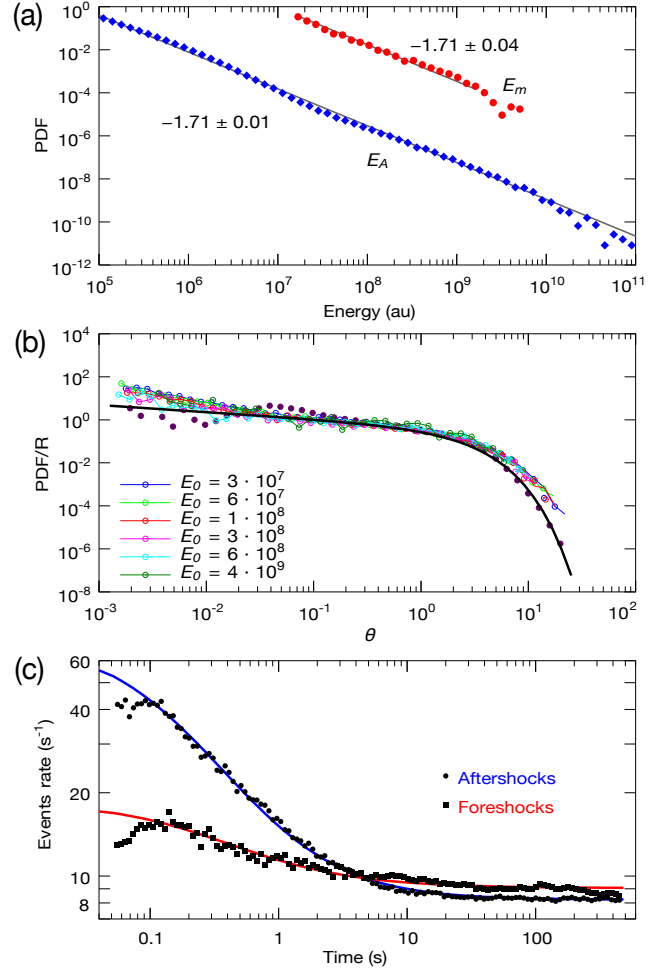 (a)
10^0
10^-2
10^-4
10^-6
10^-8
10^-10
10^-12
PDF
−1.71 ± 0.04
E_m
−1.71 ± 0.01
E_A
10^5 10^6 10^7 10^8 10^9 10^10 10^11
Energy (au)
(b)
10^4
10^2
10^0
10^-2
10^-4
10^-6
10^-8
PDF/R
E_0 = 3 · 10^7
E_0 = 6 · 10^7
E_0 = 1 · 10^8
E_0 = 3 · 10^8
E_0 = 6 · 10^8
E_0 = 4 · 10^9
10^-3 10^-2 10^-1 10^0 10^1 10^2
θ
(c)
60
40
20
10
8
Events rate (s^-1)
Aftershocks
Foreshocks
0.1 1 10 100
Time (s)